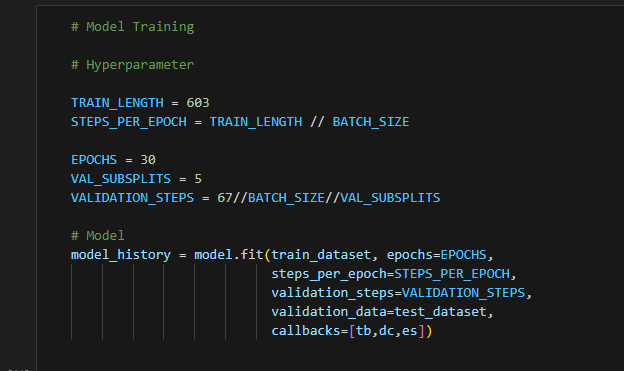 # Model Training
# Hyperparameter
TRAIN_LENGTH = 603
STEPS_PER_EPOCH = TRAIN_LENGTH // BATCH_SIZE
EPOCHS = 30
VAL_SUBSPLITS = 5
VALIDATION_STEPS = 67//BATCH_SIZE//VAL_SUBSPLITS
# Model
model_history = model.fit(train_dataset, epochs=EPOCHS,
steps_per_epoch=STEPS_PER_EPOCH,
validation_steps=VALIDATION_STEPS,
validation_data=test_dataset,
callbacks=[tb,dc,es])